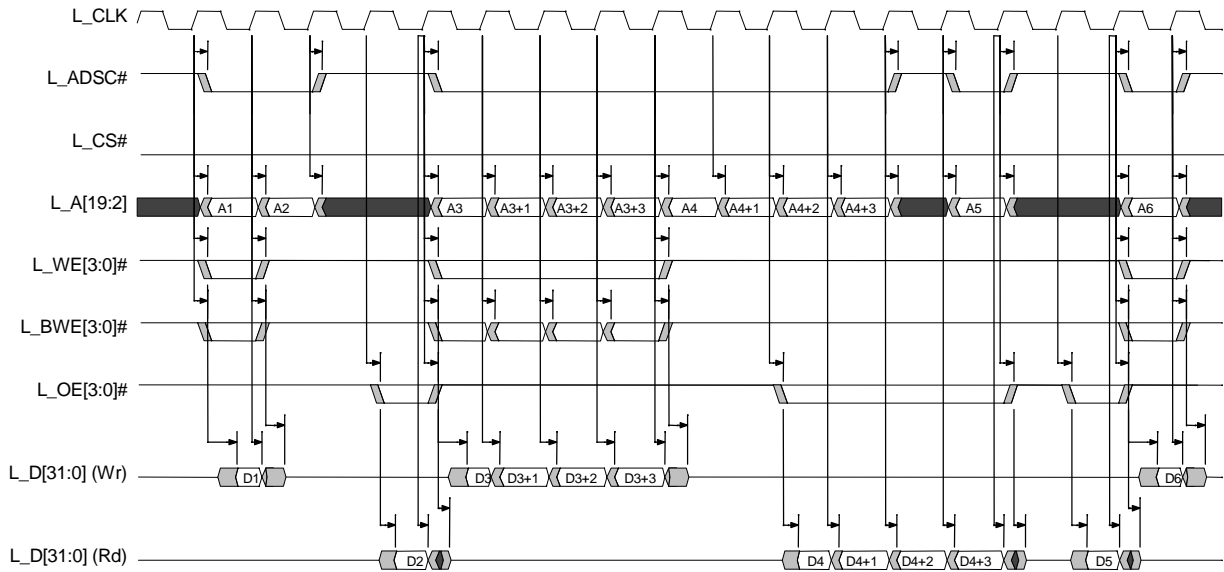 L_CLK
L_ADSC#
L_CS#
L_A[19:2] A1 A2 A3 A3+1 A3+2 A3+3 A4 A4+1 A4+2 A4+3 A5 A6
L_WE[3:0]#
L_BWE[3:0]#
L_OE[3:0]#
L_D[31:0] (Wr) D1 D3 D3+1 D3+2 D3+3 D6
L_D[31:0] (Rd) D2 D4 D4+1 D4+2 D4+3 D5